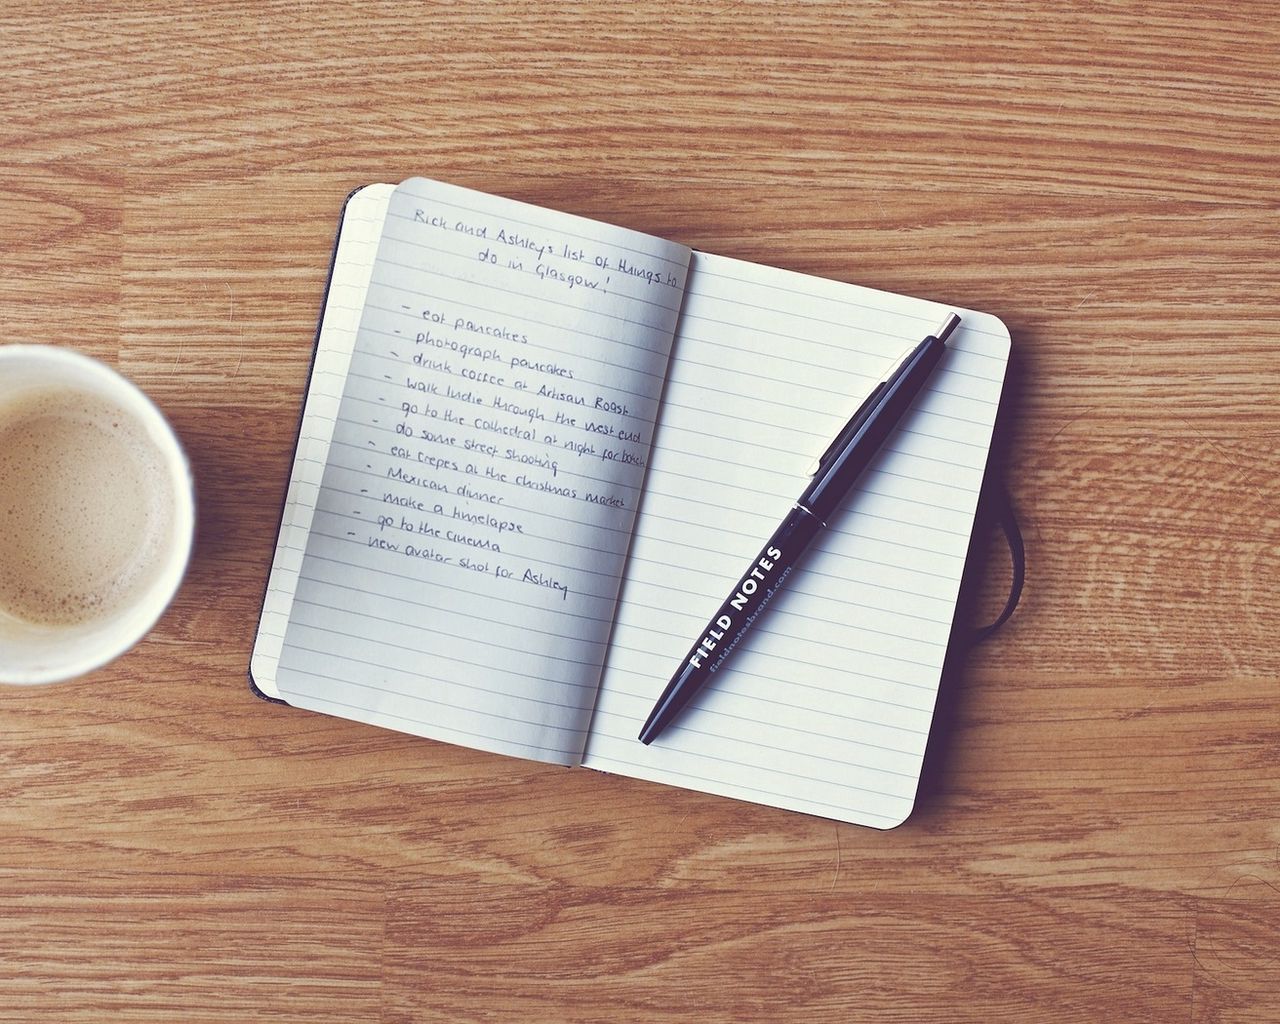 Rick and Ashley's list of things to
do in Glasgow!
- eat pancakes
- photograph pancakes
- drink coffee at Artisan Roast
- walk Indie through the west end
- go to the cathedral at night for bokeh
- do some street shooting
- eat crepes at the christmas market
- Mexican dinner
- make a timelapse
- go to the cinema
- new avatar shot for Ashley
FIELD NOTES
fieldnotesbrand.com